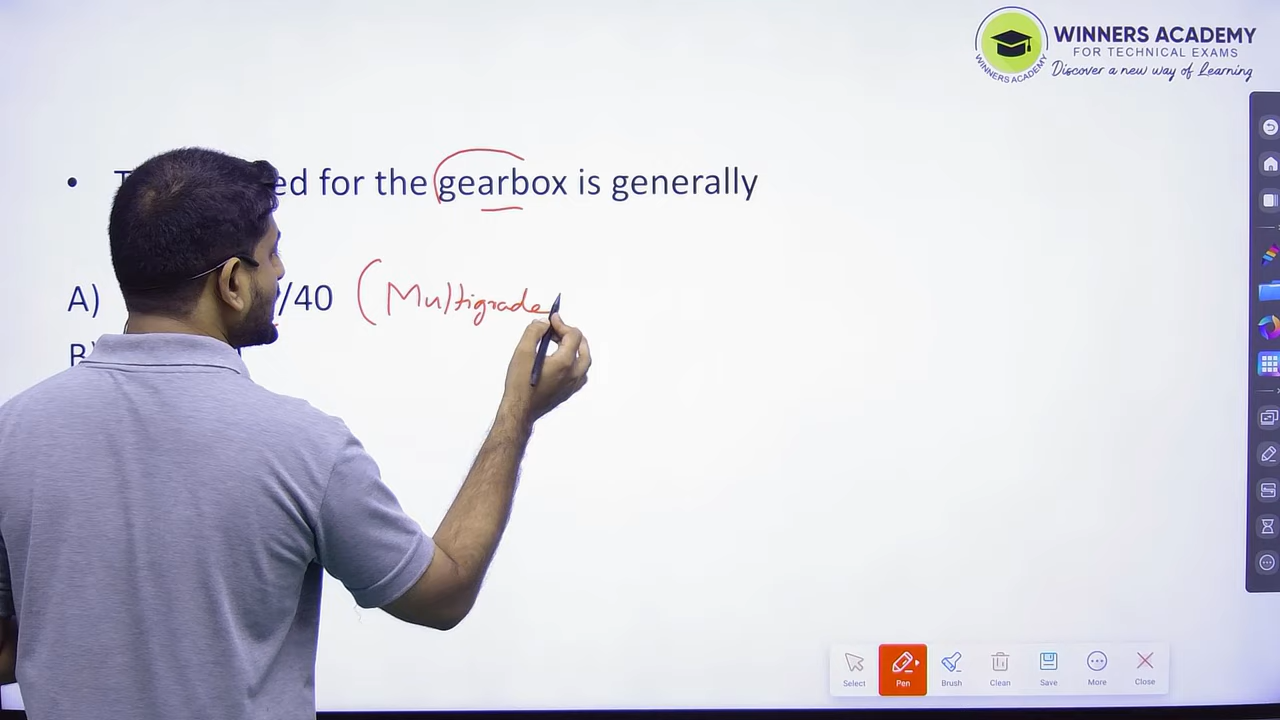 WINNERS ACADEMY
FOR TECHNICAL EXAMS
Discover a new way of Learning
WINNERS ACADEMY
for the gearbox is generally
A) /40 (Multigrade
B)
Select Pen Brush Clean Save More Close